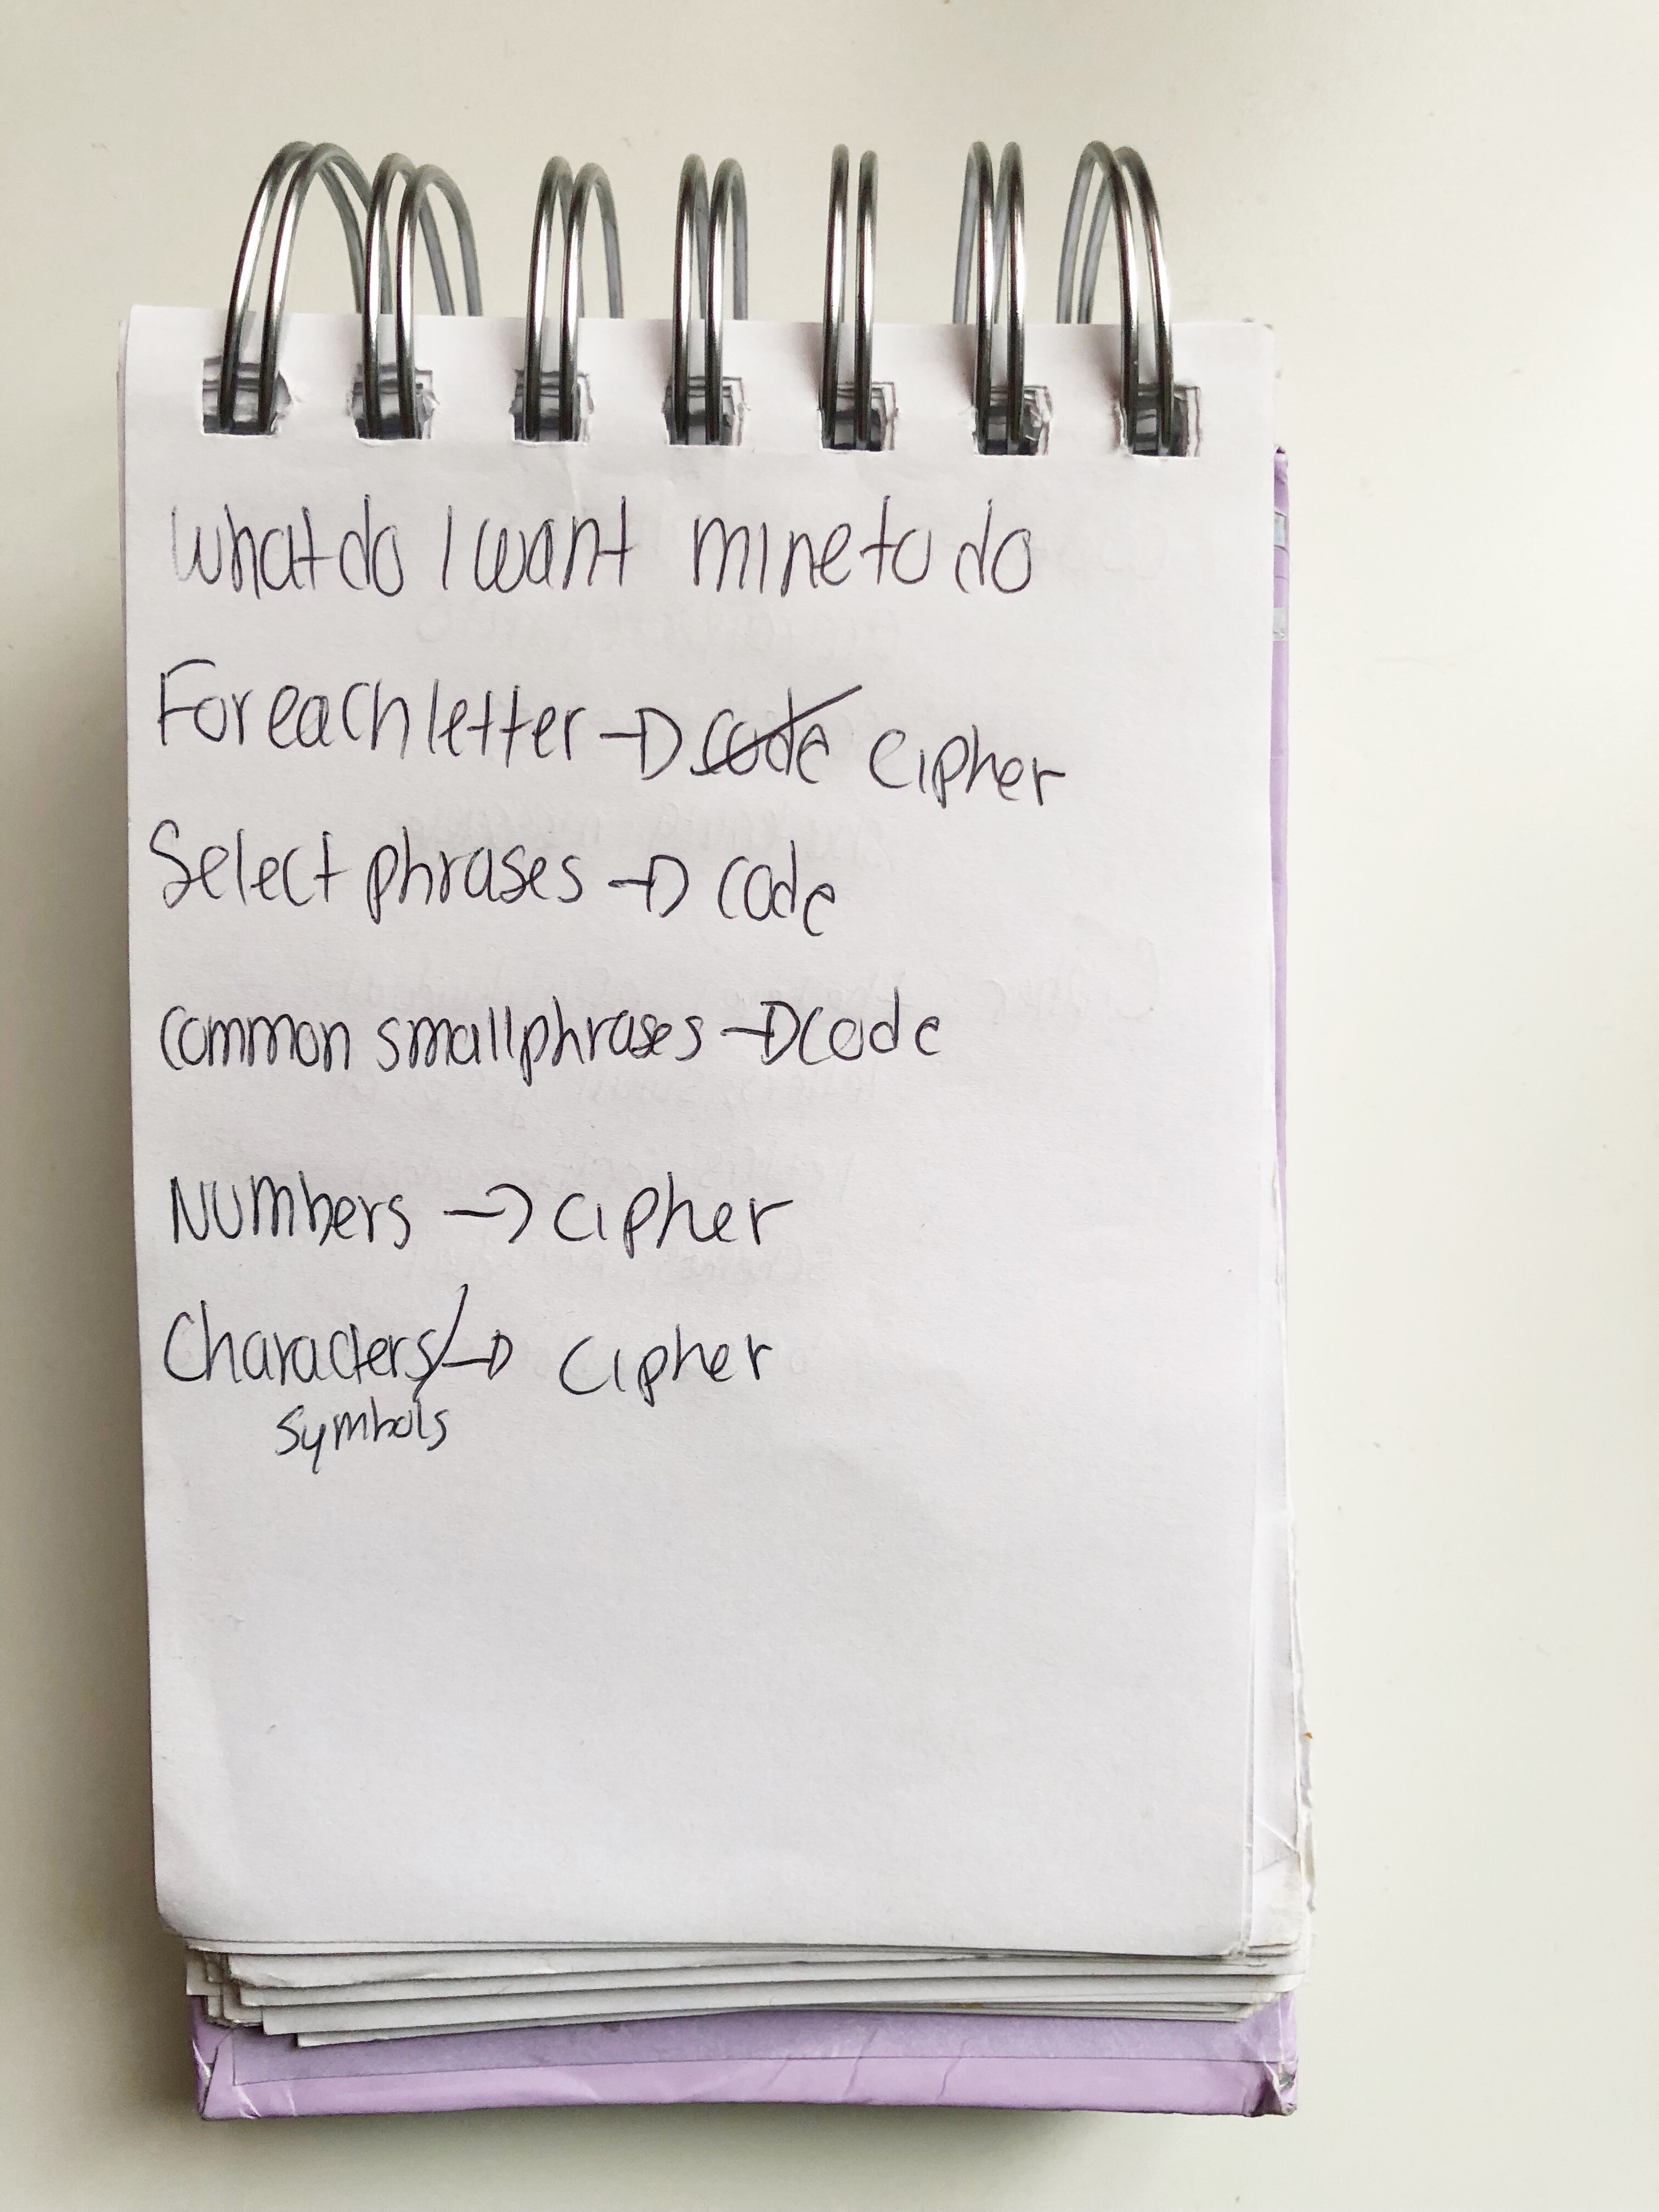 What do I want mine to do
For each letter → code cipher
Select phrases → code
common small phrases → code
Numbers → cipher
Characters/ → cipher
symbols